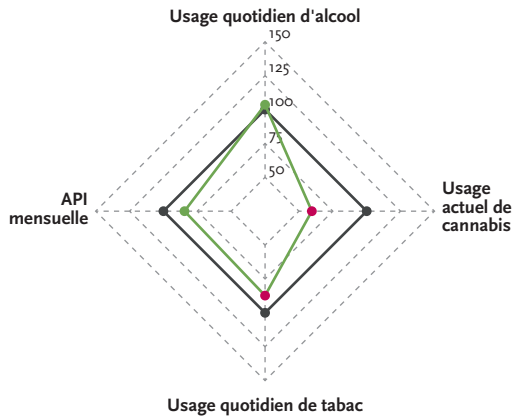 Usage quotidien d'alcool
150
125
100
75
50
API
mensuelle
Usage
actuel de
cannabis
Usage quotidien de tabac